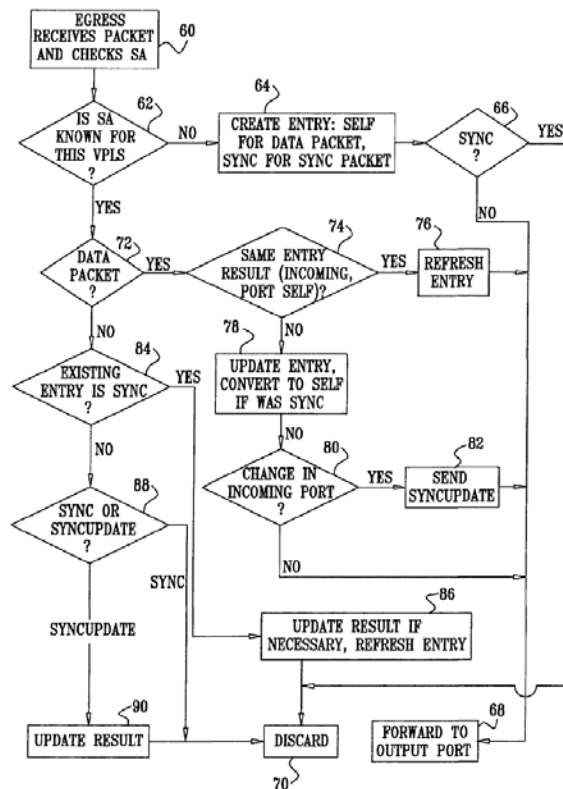 EGRESS
RECEIVES PACKET
AND CHECKS SA
60
IS SA
KNOWN FOR
THIS VPLS
?
62
NO
YES
64
CREATE ENTRY: SELF
FOR DATA PACKET,
SYNC FOR SYNC PACKET
66
SYNC
?
YES
NO
72
DATA
PACKET
?
YES
NO
74
SAME ENTRY
RESULT (INCOMING,
PORT SELF)?
YES
NO
76
REFRESH
ENTRY
78
UPDATE ENTRY,
CONVERT TO SELF
IF WAS SYNC
NO
84
EXISTING
ENTRY IS SYNC
?
YES
NO
80
CHANGE IN
INCOMING PORT
?
YES
NO
82
SEND
SYNCUPDATE
88
SYNC OR
SYNCUPDATE
?
SYNC
SYNCUPDATE
86
UPDATE RESULT IF
NECESSARY, REFRESH ENTRY
90
UPDATE RESULT
DISCARD
70
68
FORWARD TO
OUTPUT PORT